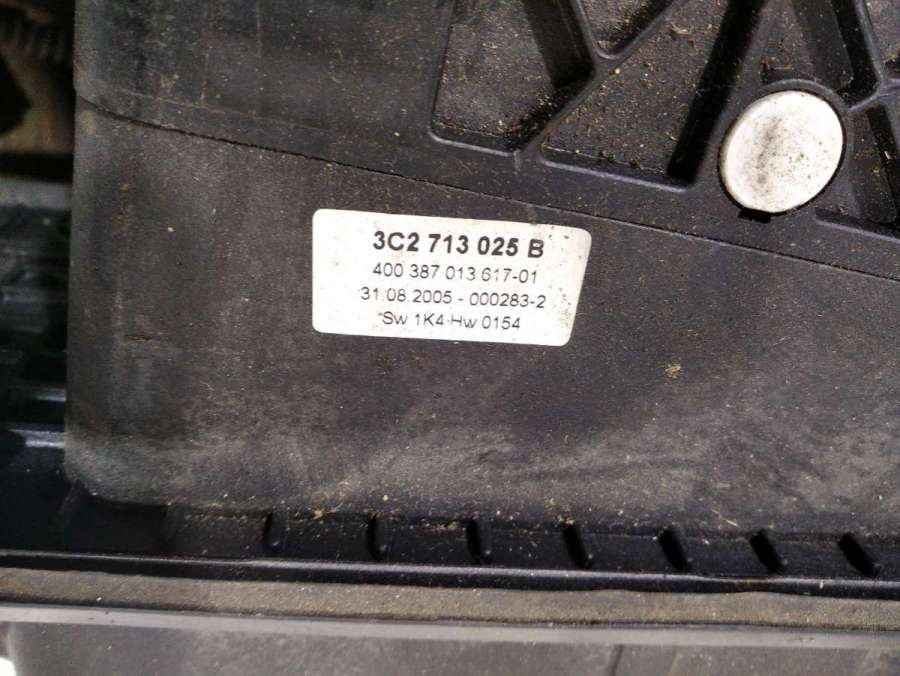 3C2 713 025 B
400 387 013 617-01
31.08.2005 - 000283-2
*Sw 1K4 Hw 0154